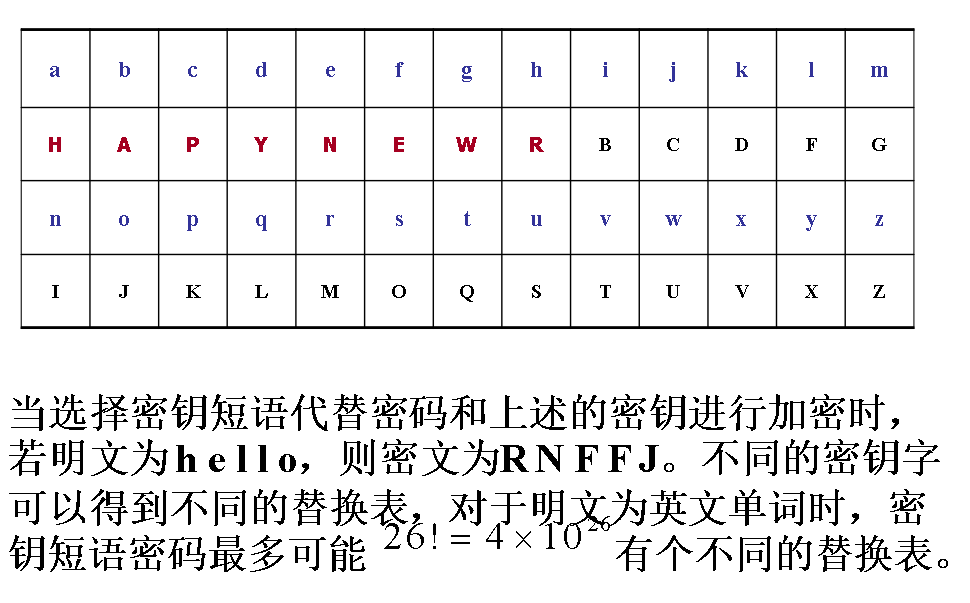 a b c d e f g h i j k l m
H A P Y N E W R B C D F G
n o p q r s t u v w x y z
I J K L M O Q S T U V X Z
当选择密钥短语代替密码和上述的密钥进行加密时，
若明文为hello，则密文为RNFFJ。不同的密钥字
可以得到不同的替换表，对于明文为英文单词时，密
钥短语密码最多可能 26! = 4 × 10^26 有个不同的替换表。